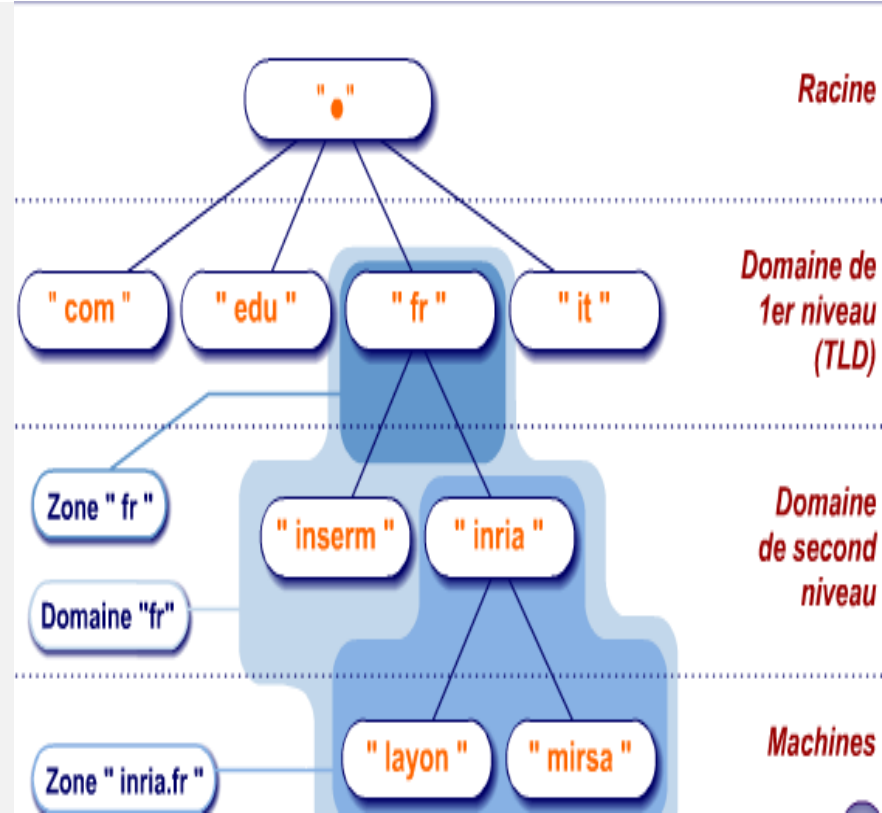 " . "
Racine
" com "
" edu "
" fr "
" it "
Domaine de
1er niveau
(TLD)
Zone " fr "
" inserm "
" inria "
Domaine
de second
niveau
Domaine "fr"
" layon "
" mirsa "
Machines
Zone " inria.fr "